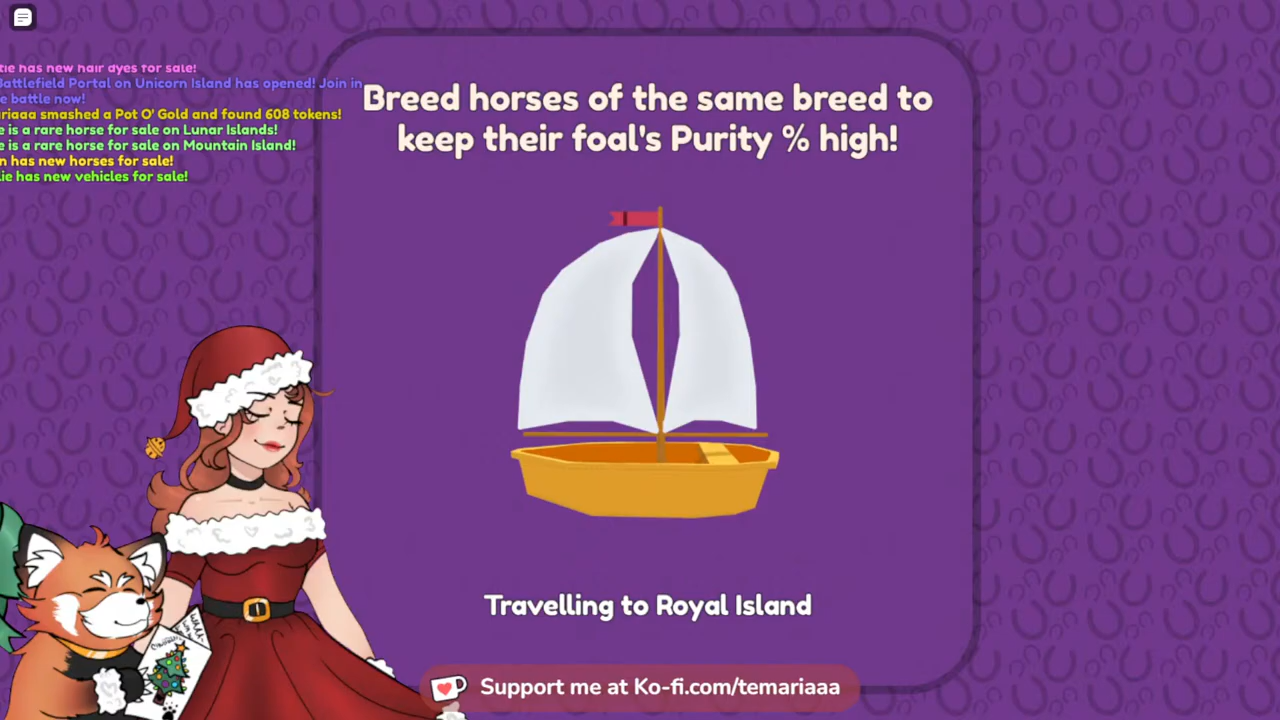 has new hair dyes for sale!
Battlefield Portal on Unicorn Island has opened! Join in
battle now!
smashed a Pot O' Gold and found 608 tokens!
is a rare horse for sale on Lunar Islands!
is a rare horse for sale on Mountain Island!
has new horses for sale!
has new vehicles for sale!
Breed horses of the same breed to
keep their foal's Purity % high!
Travelling to Royal Island
Support me at Ko-fi.com/temariaaa